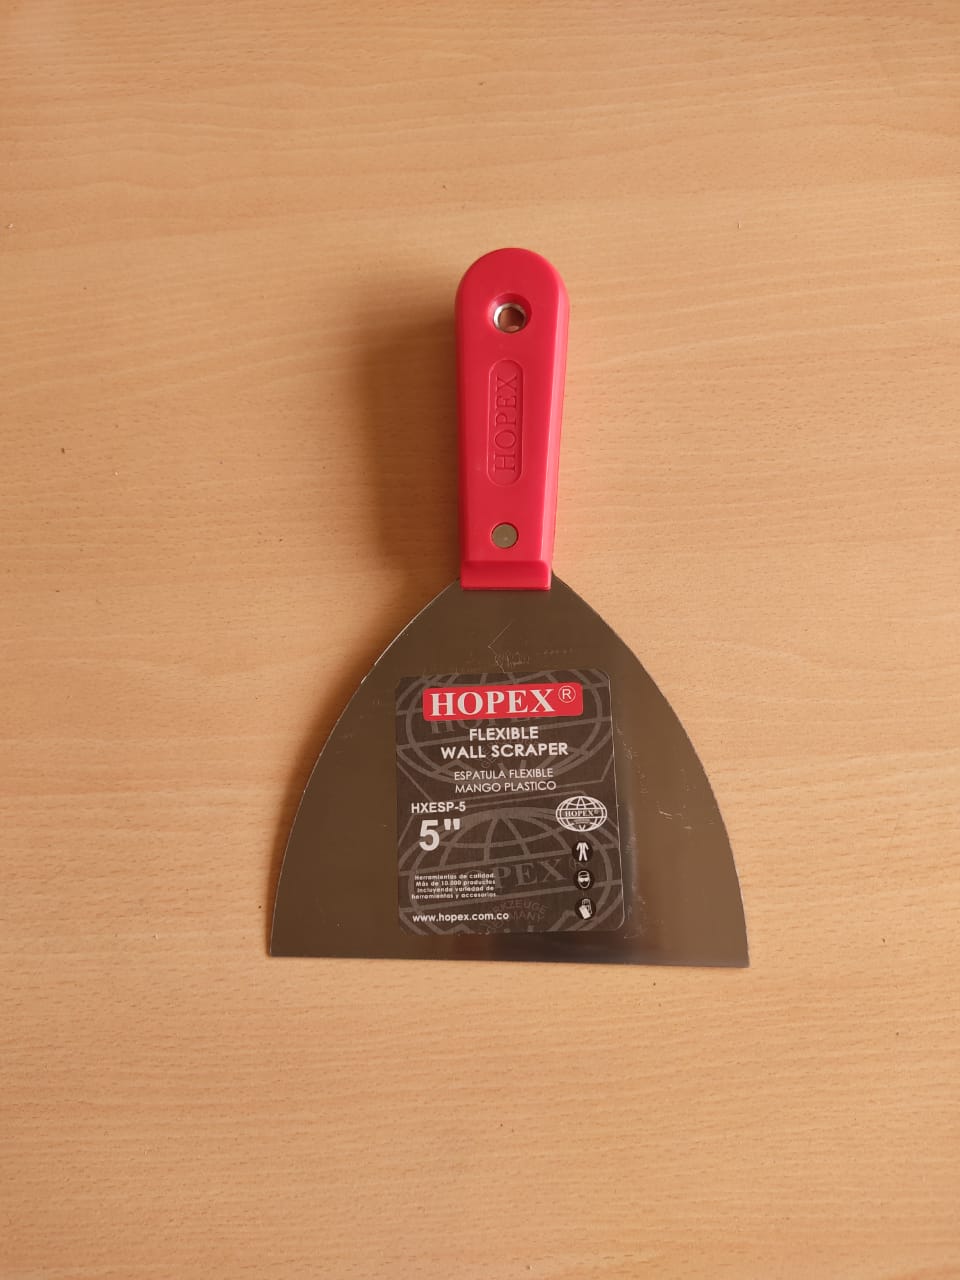 HOPEX
HOPEX®
FLEXIBLE
WALL SCRAPER
ESPATULA FLEXIBLE
MANGO PLASTICO
HXESP-5
5"
HOPEX®
Herramientas de calidad.
Más de 10.000 productos
incluyendo variedad de
herramientas y accesorios.
www.hopex.com.co